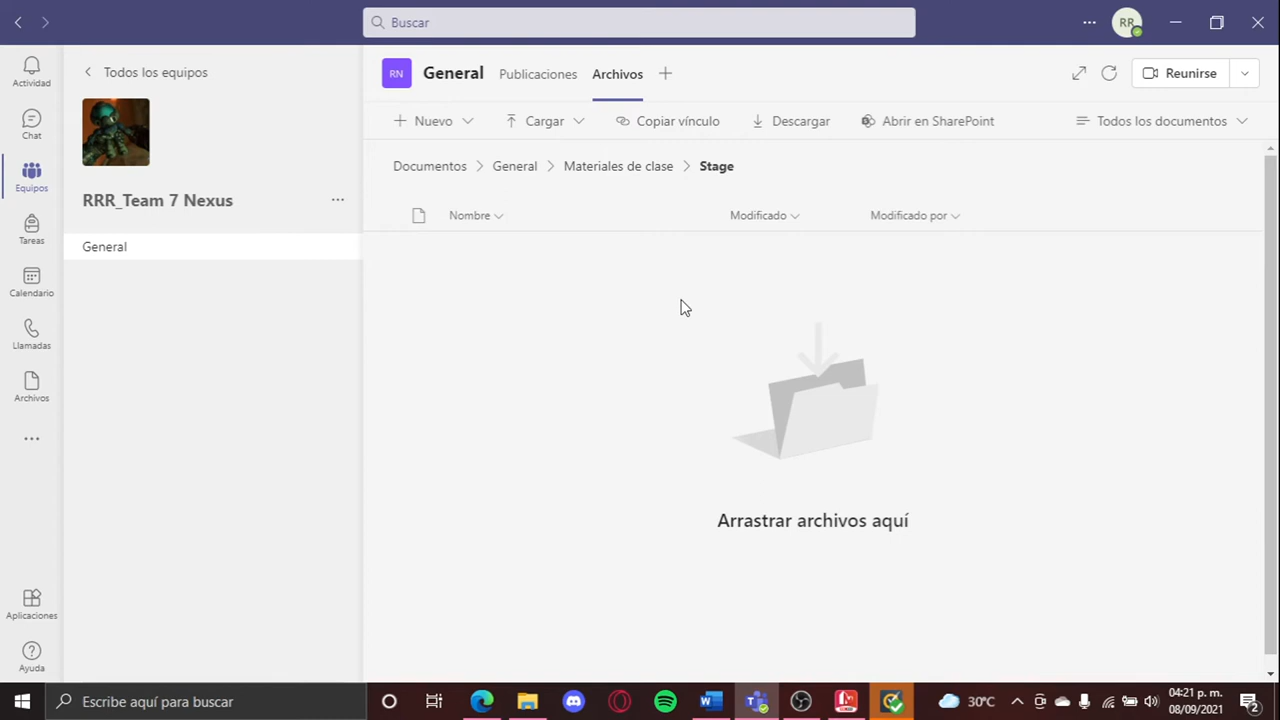 Buscar
RR
Actividad
Chat
Equipos
Tareas
Calendario
Llamadas
Archivos
Aplicaciones
Ayuda
Todos los equipos
RRR_Team 7 Nexus
General
RN
General
Publicaciones
Archivos
Reunirse
Nuevo
Cargar
Copiar vínculo
Descargar
Abrir en SharePoint
Todos los documentos
Documentos > General > Materiales de clase > Stage
Nombre
Modificado
Modificado por
Arrastrar archivos aquí
Escribe aquí para buscar
30°C
04:21 p. m.
08/09/2021
2